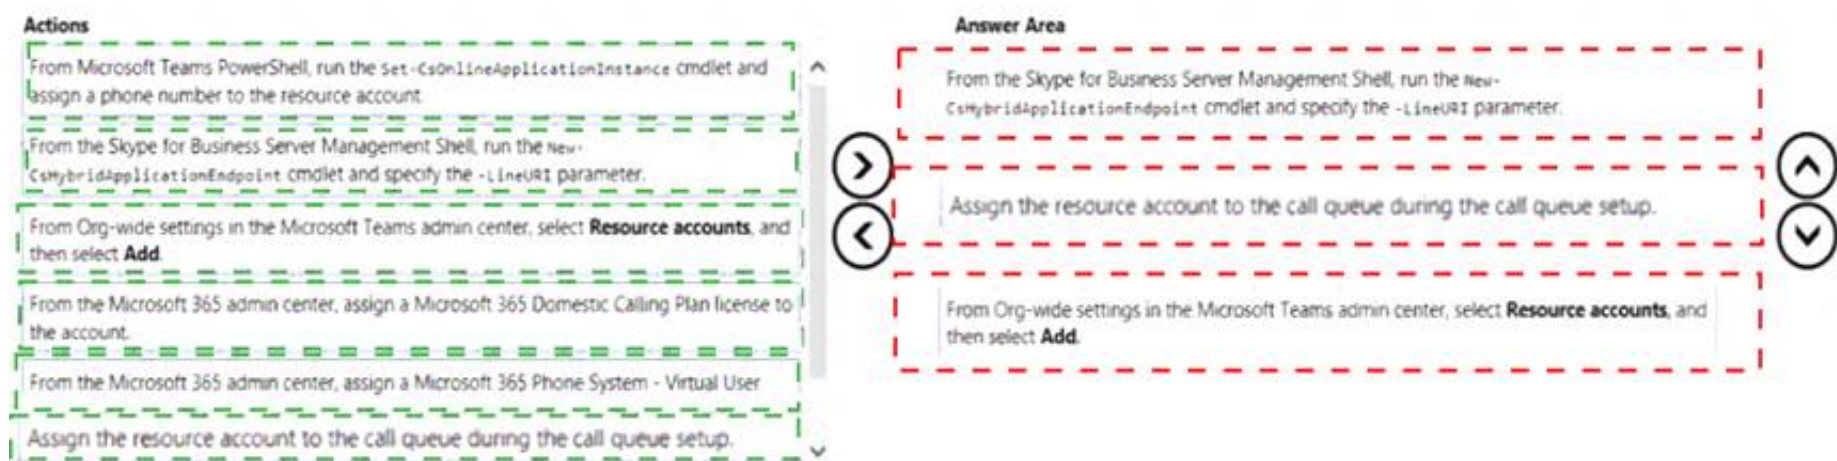 Actions
From Microsoft Teams PowerShell, run the Set-CsOnlineApplicationInstance cmdlet and
assign a phone number to the resource account.
From the Skype for Business Server Management Shell, run the New-
CsHybridApplicationEndpoint cmdlet and specify the -LineURI parameter.
From Org-wide settings in the Microsoft Teams admin center, select Resource accounts, and
then select Add.
From the Microsoft 365 admin center, assign a Microsoft 365 Domestic Calling Plan license to
the account.
From the Microsoft 365 admin center, assign a Microsoft 365 Phone System - Virtual User
Assign the resource account to the call queue during the call queue setup.
Answer Area
From the Skype for Business Server Management Shell, run the New-
CsHybridApplicationEndpoint cmdlet and specify the -LineURI parameter.
Assign the resource account to the call queue during the call queue setup.
From Org-wide settings in the Microsoft Teams admin center, select Resource accounts, and
then select Add.